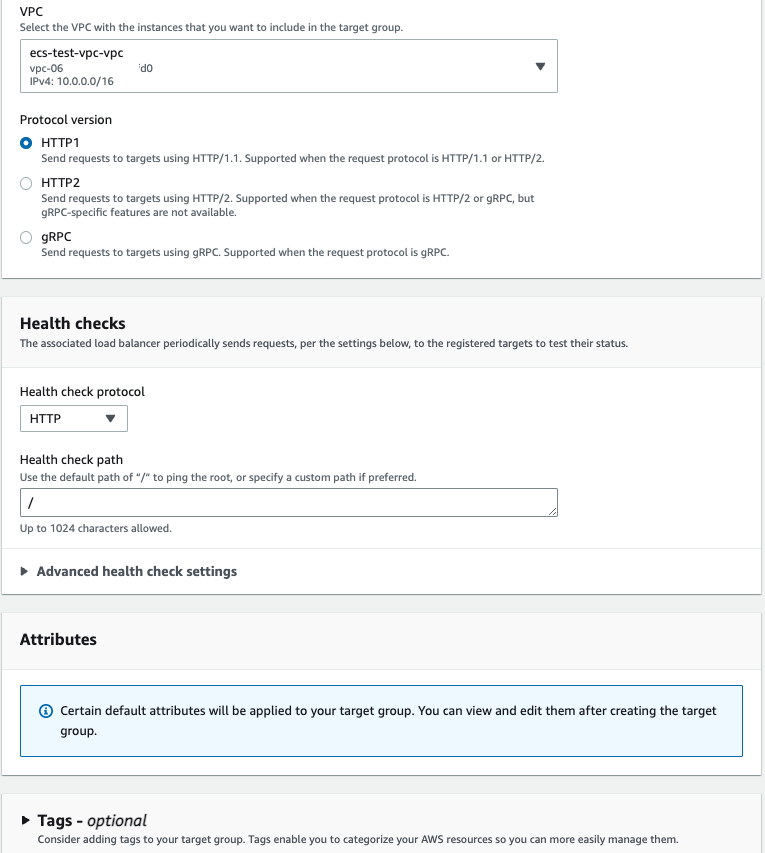 VPC
Select the VPC with the instances that you want to include in the target group.
ecs-test-vpc-vpc
vpc-06 fd0
IPv4: 10.0.0.0/16
Protocol version
HTTP1
Send requests to targets using HTTP/1.1. Supported when the request protocol is HTTP/1.1 or HTTP/2.
HTTP2
Send requests to targets using HTTP/2. Supported when the request protocol is HTTP/2 or gRPC, but
gRPC-specific features are not available.
gRPC
Send requests to targets using gRPC. Supported when the request protocol is gRPC.
Health checks
The associated load balancer periodically sends requests, per the settings below, to the registered targets to test their status.
Health check protocol
HTTP
Health check path
Use the default path of "/" to ping the root, or specify a custom path if preferred.
/
Up to 1024 characters allowed.
Advanced health check settings
Attributes
Certain default attributes will be applied to your target group. You can view and edit them after creating the target
group.
Tags - optional
Consider adding tags to your target group. Tags enable you to categorize your AWS resources so you can more easily manage them.